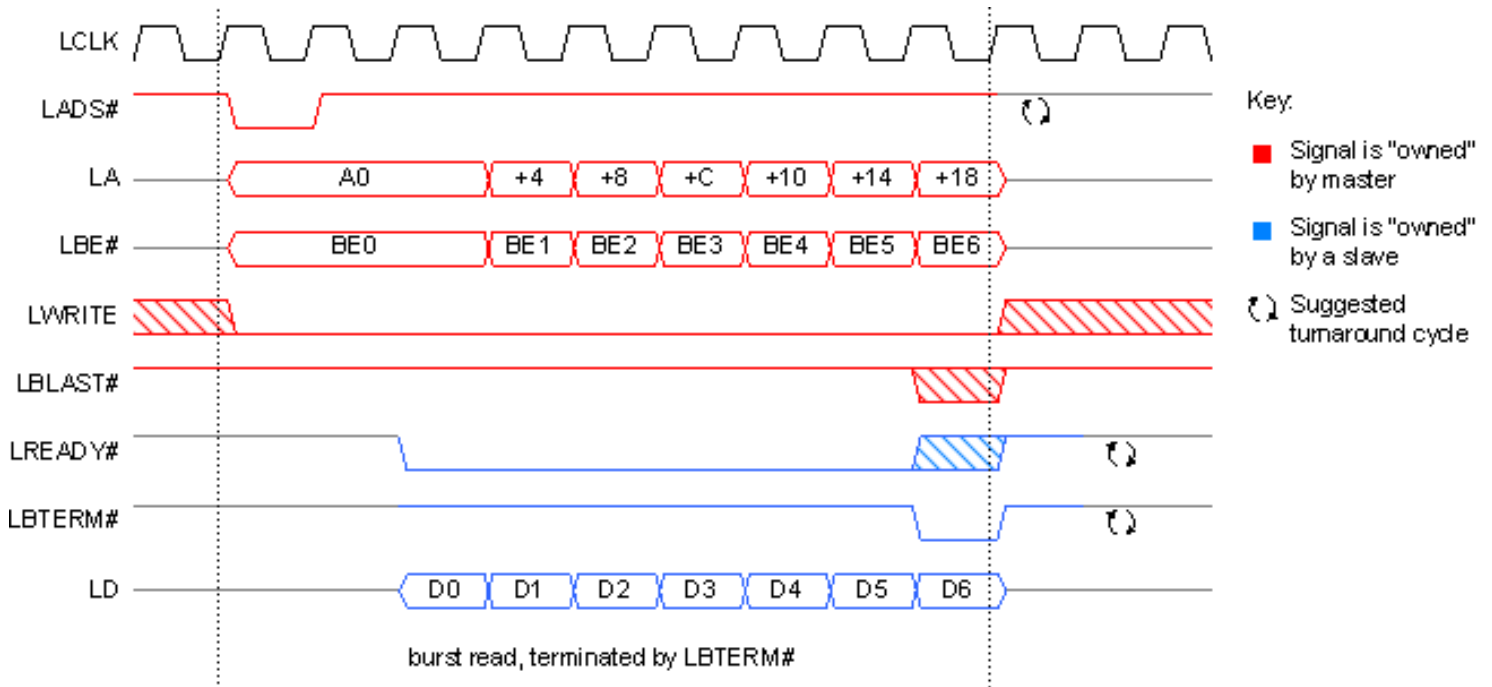 LCLK
LADS#
LA
A0 +4 +8 +C +10 +14 +18
LBE#
BE0 BE1 BE2 BE3 BE4 BE5 BE6
LWRITE
LBLAST#
LREADY#
LBTERM#
LD
D0 D1 D2 D3 D4 D5 D6
burst read, terminated by LBTERM#
Key:
Signal is "owned"
by master
Signal is "owned"
by a slave
Suggested
turnaround cycle